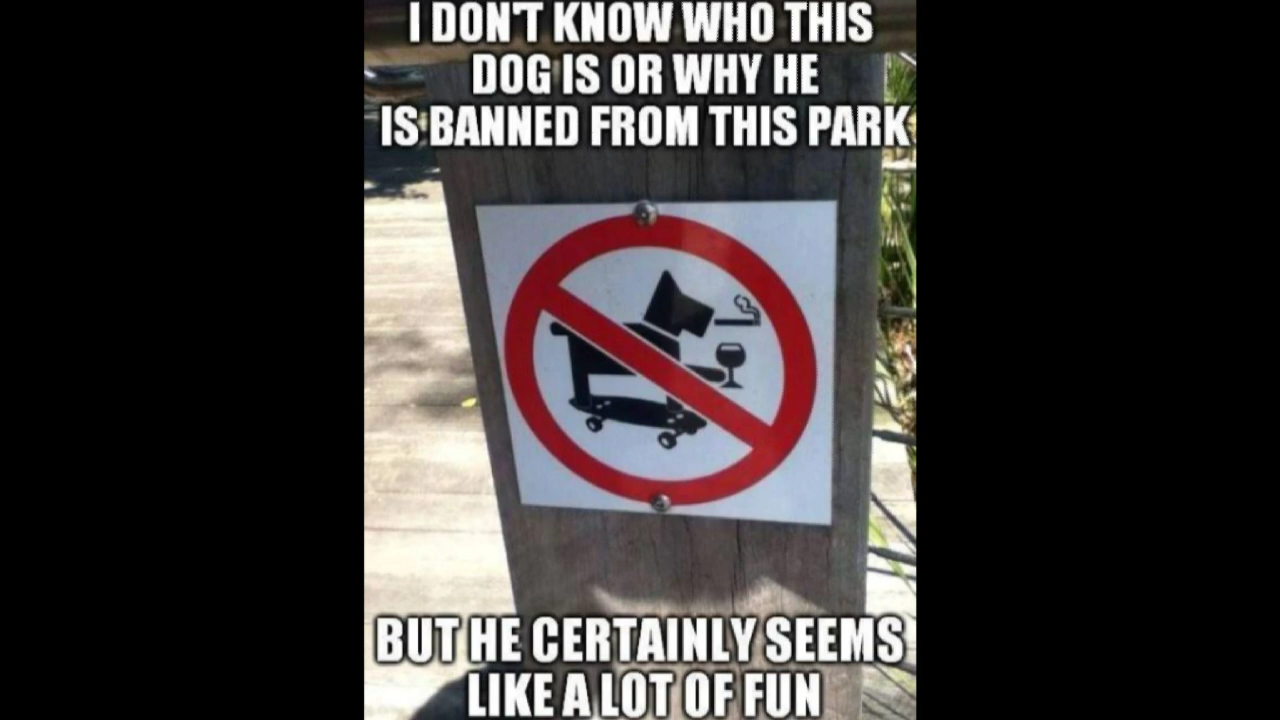 I DON'T KNOW WHO THIS
DOG IS OR WHY HE
IS BANNED FROM THIS PARK
BUT HE CERTAINLY SEEMS
LIKE A LOT OF FUN